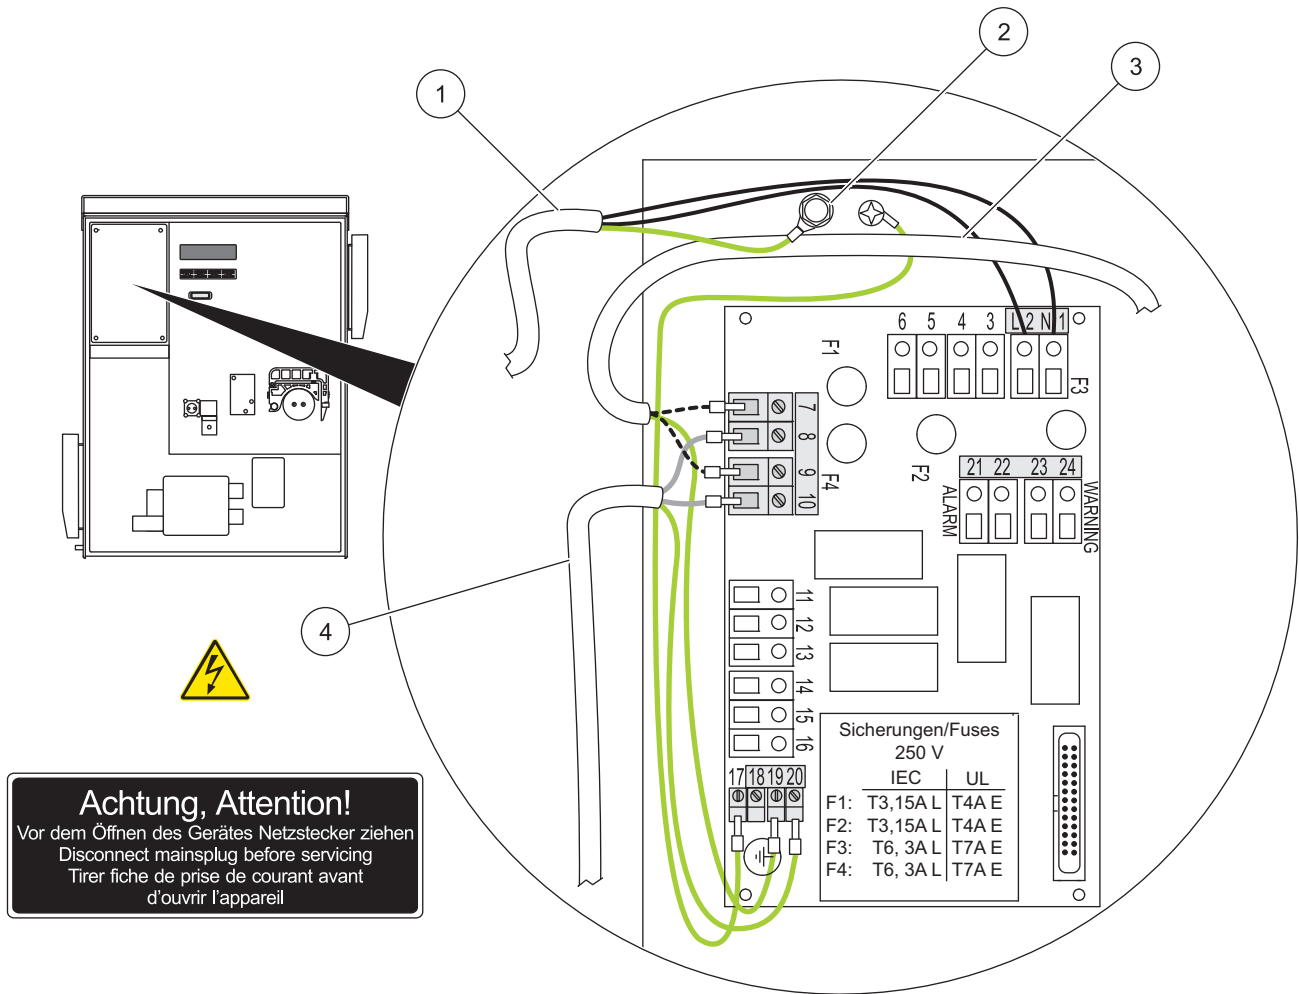 2
3
1
6 5 4 3 L 2 N 1
F1
F3
7
8
9
10
F4
F2
21 22 23 24
ALARM
WARNING
11
12
13
14
15
16
4
17 18 19 20
Sicherungen/Fuses
250 V
IEC UL
F1: T3,15A L T4A E
F2: T3,15A L T4A E
F3: T6, 3A L T7A E
F4: T6, 3A L T7A E
Achtung, Attention!
Vor dem Öffnen des Gerätes Netzstecker ziehen
Disconnect mainsplug before servicing
Tirer fiche de prise de courant avant
d'ouvrir l'appareil